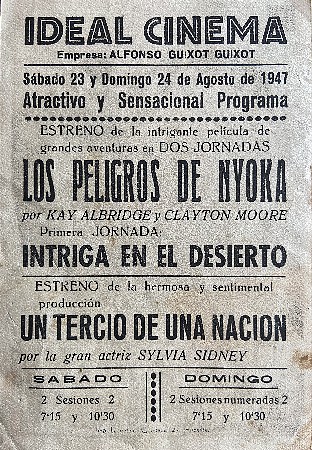 IDEAL CINEMA
Empresa: ALFONSO GUIXOT GUIXOT
Sábado 23 y Domingo 24 de Agosto de 1947
Atractivo y Sensacional Programa
ESTRENO de la intrigante película de
grandes aventuras en DOS JORNADAS
LOS PELIGROS DE NYOKA
por KAY ALBRIDGE y CLAYTON MOORE
Primera JORNADA:
INTRIGA EN EL DESIERTO
ESTRENO de la hermosa y sentimental
producción
UN TERCIO DE UNA NACION
por la gran actriz SYLVIA SIDNEY
SABADO
2 Sesiones 2
7'15 y 10'30
DOMINGO
2 Sesiones numeradas 2
7'15 y 10'30